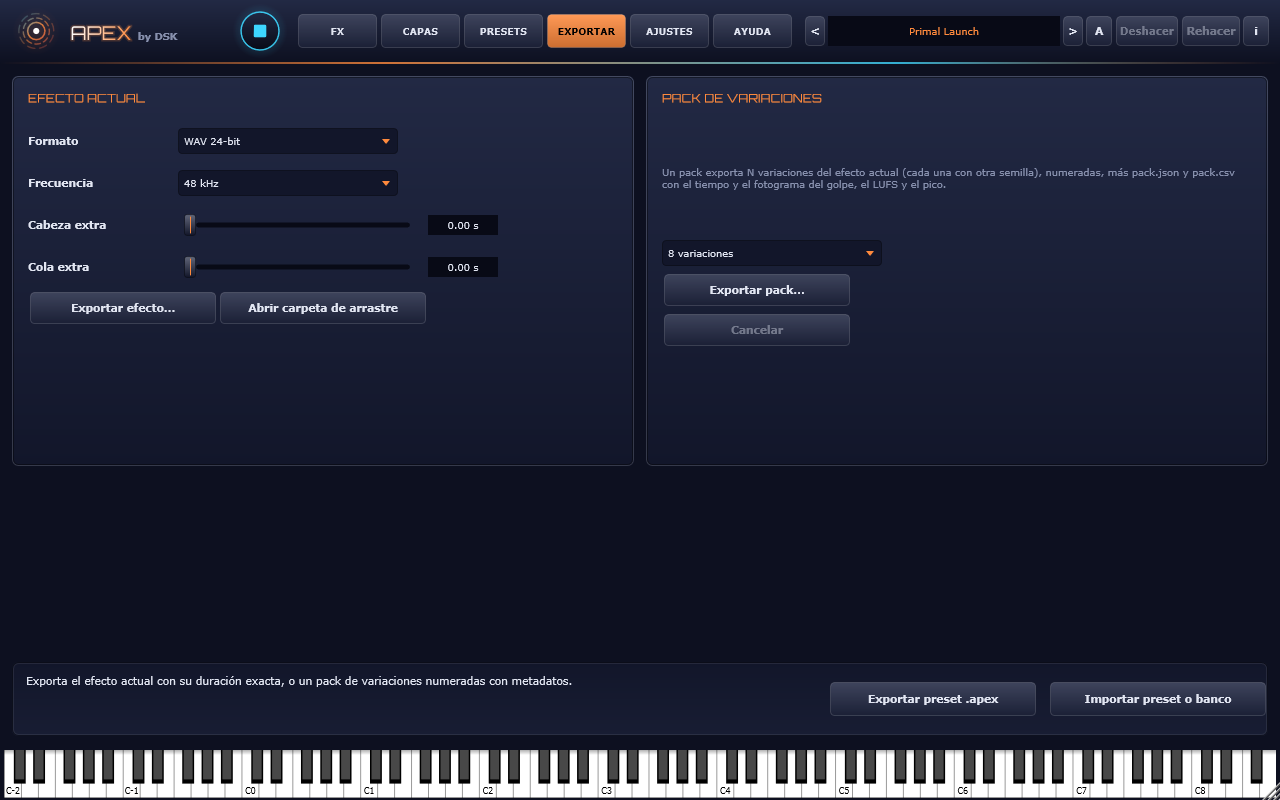 APEX by DSK
FX
CAPAS
PRESETS
EXPORTAR
AJUSTES
AYUDA
<
Primal Launch
>
A
Deshacer
Rehacer
i
EFECTO ACTUAL
Formato
WAV 24-bit
Frecuencia
48 kHz
Cabeza extra
0.00 s
Cola extra
0.00 s
Exportar efecto...
Abrir carpeta de arrastre
PACK DE VARIACIONES
Un pack exporta N variaciones del efecto actual (cada una con otra semilla), numeradas, más pack.json y pack.csv
con el tiempo y el fotograma del golpe, el LUFS y el pico.
8 variaciones
Exportar pack...
Cancelar
Exporta el efecto actual con su duración exacta, o un pack de variaciones numeradas con metadatos.
Exportar preset .apex
Importar preset o banco
C-2
C-1
C0
C1
C2
C3
C4
C5
C6
C7
C8